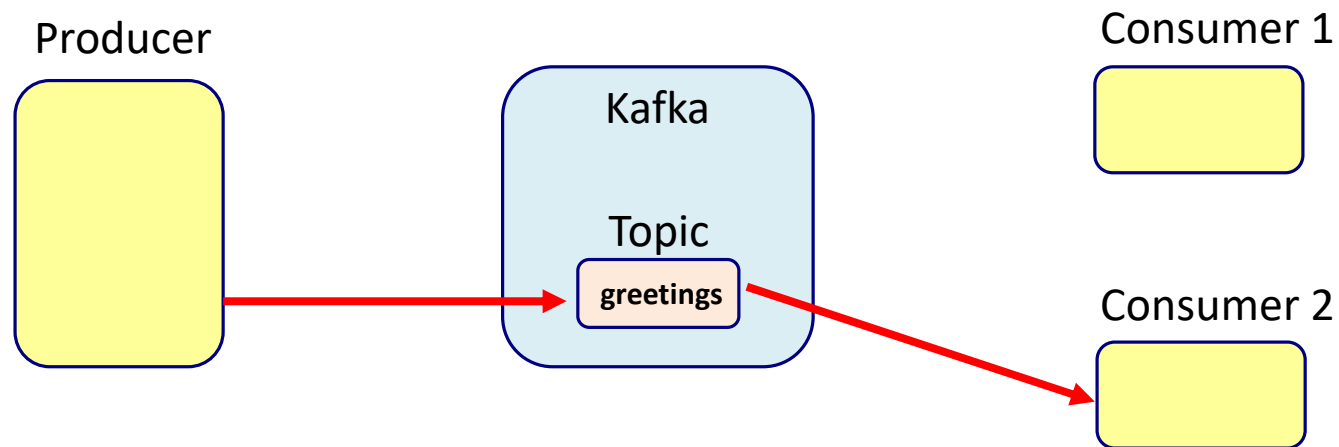 Producer
Kafka
Topic
greetings
Consumer 1
Consumer 2